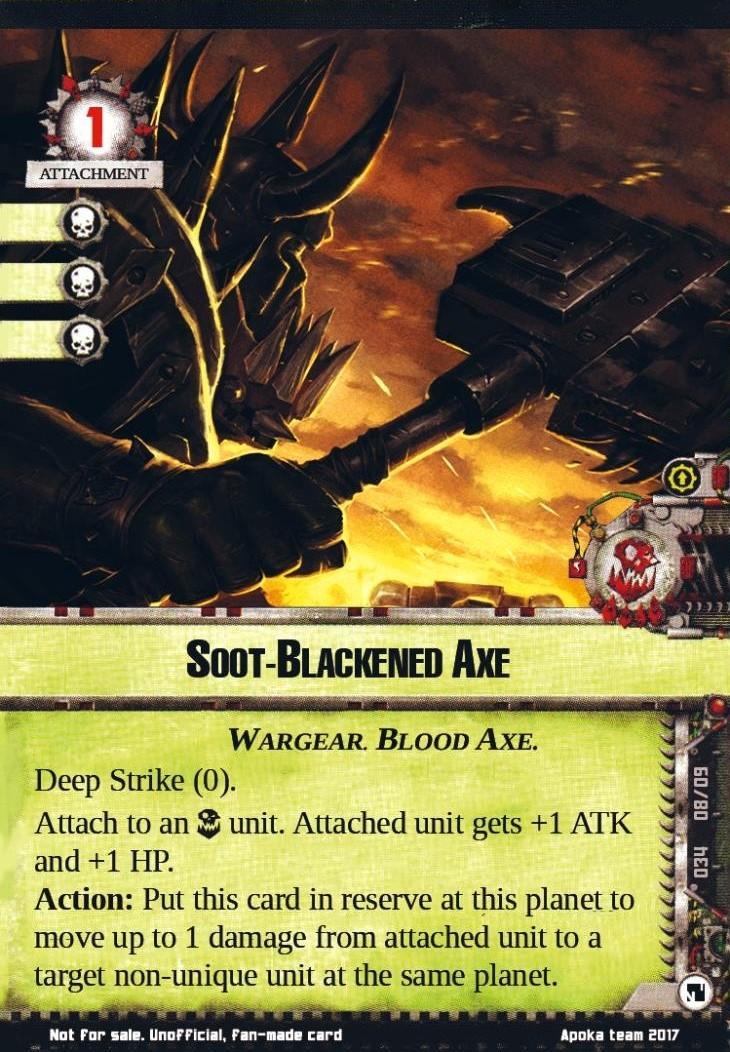 1
ATTACHMENT
SOOT-BLACKENED AXE
WARGEAR. BLOOD AXE.
Deep Strike (0).
Attach to an unit. Attached unit gets +1 ATK
and +1 HP.
Action: Put this card in reserve at this planet to
move up to 1 damage from attached unit to a
target non-unique unit at the same planet.
08/09
034
Not for sale. Unofficial, fan-made card
Apoka team 2017